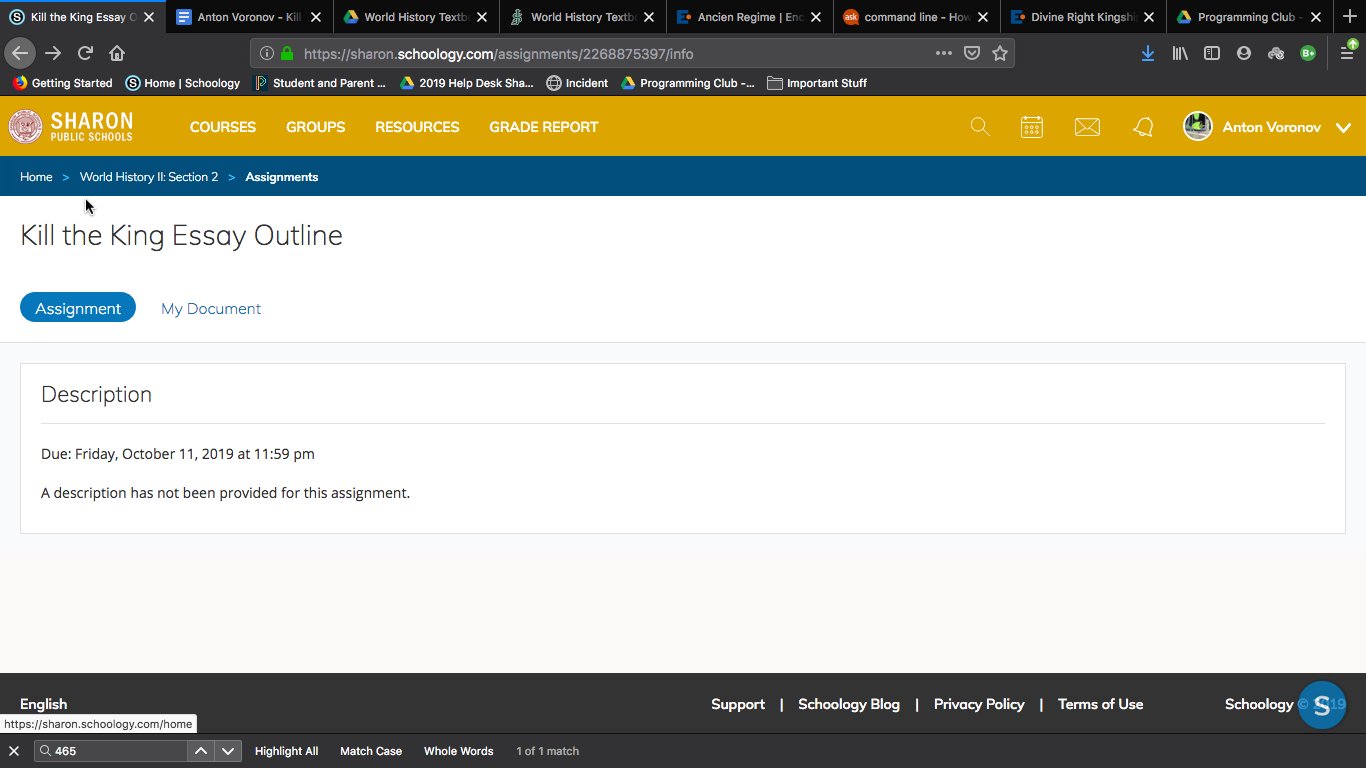 Kill the King Essay O
Anton Voronov - Kil
World History Textb
World History Textb
Ancien Regime | Enc
ask command line - How
Divine Right Kingshi
Programming Club -
https://sharon.schoology.com/assignments/2268875397/info
Getting Started
Home | Schoology
Student and Parent ...
2019 Help Desk Sha...
Incident
Programming Club -...
Important Stuff
SHARON
PUBLIC SCHOOLS
COURSES
GROUPS
RESOURCES
GRADE REPORT
Anton Voronov
Home > World History II: Section 2 > Assignments
Kill the King Essay Outline
Assignment
My Document
Description
Due: Friday, October 11, 2019 at 11:59 pm
A description has not been provided for this assignment.
English
Support | Schoology Blog | Privacy Policy | Terms of Use
Schoology © 2019
S
https://sharon.schoology.com/home
465
Highlight All
Match Case
Whole Words
1 of 1 match